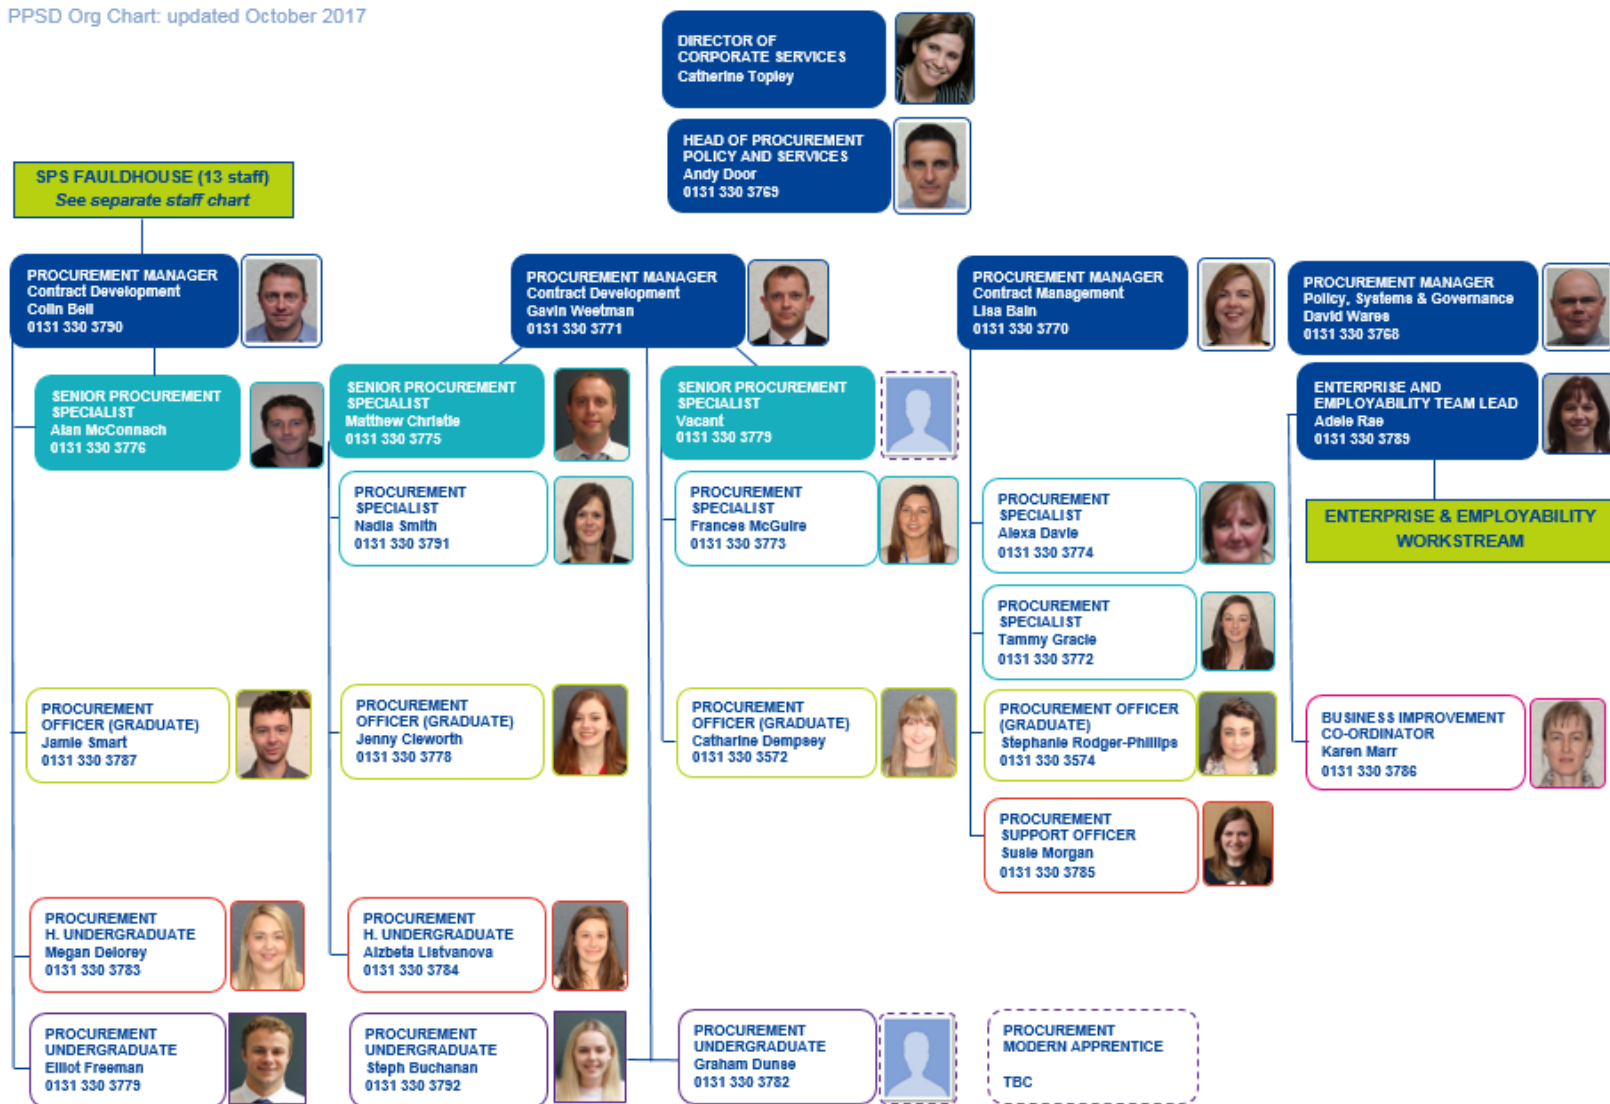 PPSD Org Chart: updated October 2017
DIRECTOR OF
CORPORATE SERVICES
Catherine Topley
HEAD OF PROCUREMENT
POLICY AND SERVICES
Andy Door
0131 330 3769
SPS FAULDHOUSE (13 staff)
See separate staff chart
PROCUREMENT MANAGER
Contract Development
Colin Bell
0131 330 3790
PROCUREMENT MANAGER
Contract Development
Gavin Weetman
0131 330 3771
PROCUREMENT MANAGER
Contract Management
Lisa Bain
0131 330 3770
PROCUREMENT MANAGER
Policy, Systems & Governance
David Wares
0131 330 3768
SENIOR PROCUREMENT
SPECIALIST
Alan McConnach
0131 330 3776
SENIOR PROCUREMENT
SPECIALIST
Matthew Christie
0131 330 3775
SENIOR PROCUREMENT
SPECIALIST
Vacant
0131 330 3779
ENTERPRISE AND
EMPLOYABILITY TEAM LEAD
Adele Rae
0131 330 3789
PROCUREMENT
SPECIALIST
Nadia Smith
0131 330 3791
PROCUREMENT
SPECIALIST
Frances McGuire
0131 330 3773
PROCUREMENT
SPECIALIST
Alexa Davie
0131 330 3774
ENTERPRISE & EMPLOYABILITY
WORKSTREAM
PROCUREMENT
SPECIALIST
Tammy Gracie
0131 330 3772
PROCUREMENT
OFFICER (GRADUATE)
Jamie Smart
0131 330 3787
PROCUREMENT
OFFICER (GRADUATE)
Jenny Cleworth
0131 330 3778
PROCUREMENT
OFFICER (GRADUATE)
Catharine Dempsey
0131 330 3572
PROCUREMENT OFFICER
(GRADUATE)
Stephanie Rodger-Phillips
0131 330 3574
BUSINESS IMPROVEMENT
CO-ORDINATOR
Karen Marr
0131 330 3786
PROCUREMENT
SUPPORT OFFICER
Susie Morgan
0131 330 3785
PROCUREMENT
H. UNDERGRADUATE
Megan Delorey
0131 330 3783
PROCUREMENT
H. UNDERGRADUATE
Alzbeta Listvanova
0131 330 3784
PROCUREMENT
UNDERGRADUATE
Elliot Freeman
0131 330 3779
PROCUREMENT
UNDERGRADUATE
Steph Buchanan
0131 330 3792
PROCUREMENT
UNDERGRADUATE
Graham Dunse
0131 330 3782
PROCUREMENT
MODERN APPRENTICE
TBC